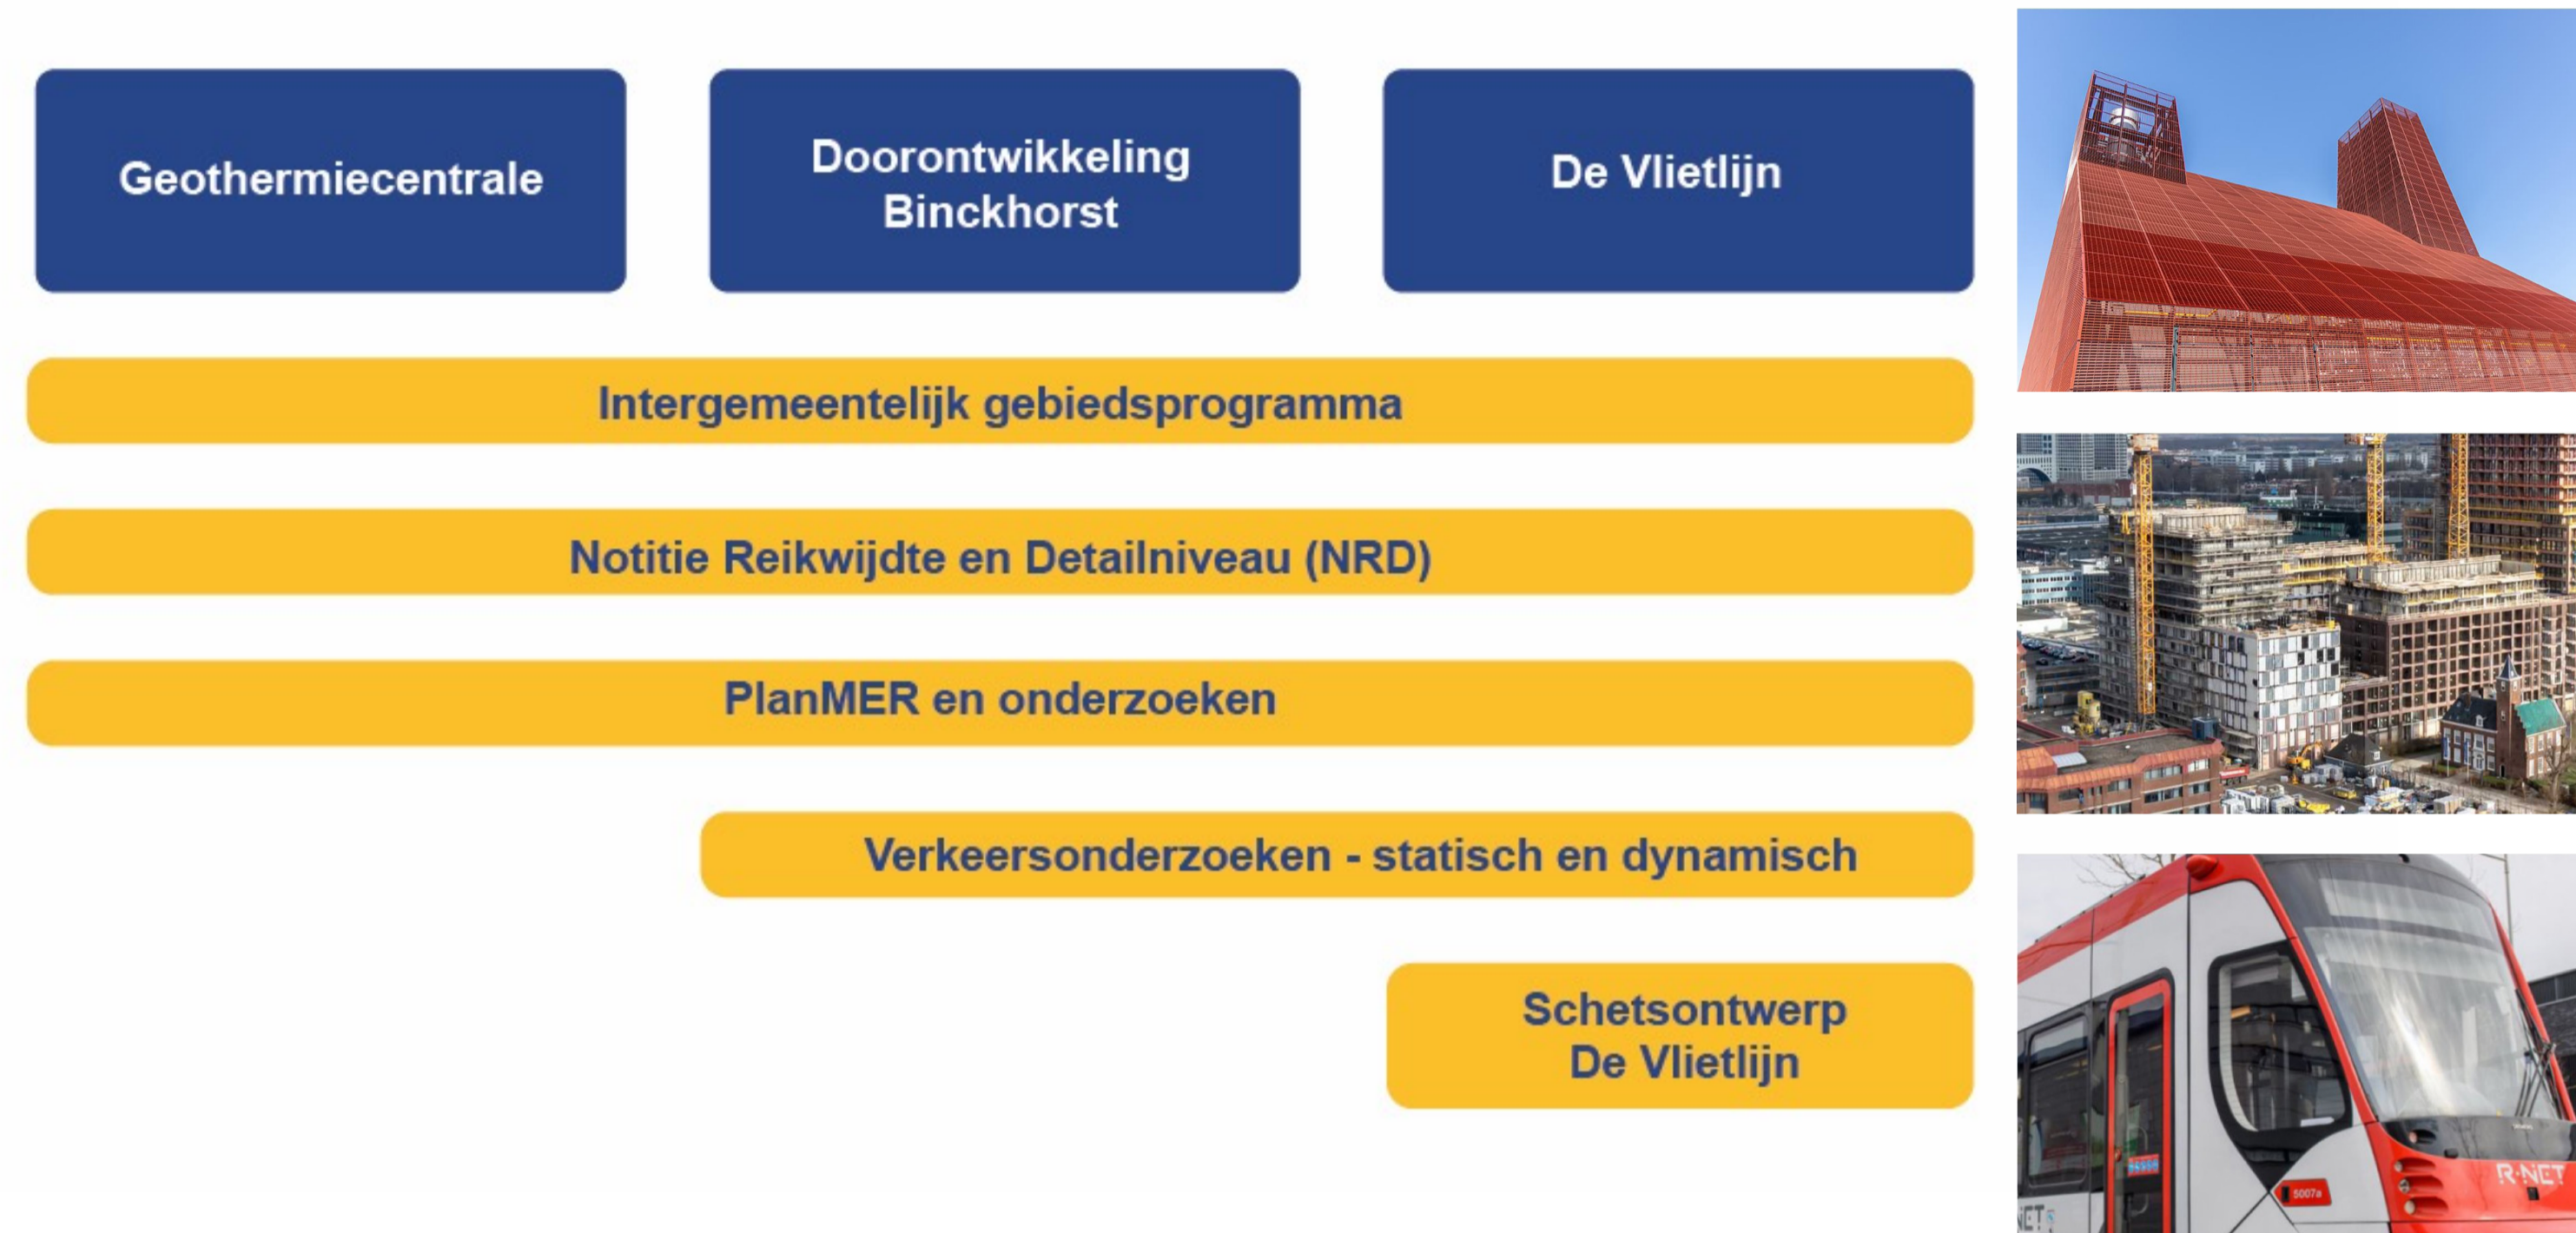 Geothermiecentrale
Doorontwikkeling
Binckhorst
De Vlietlijn
Intergemeentelijk gebiedsprogramma
Notitie Reikwijdte en Detailniveau (NRD)
PlanMER en onderzoeken
Verkeersonderzoeken - statisch en dynamisch
Schetsontwerp
De Vlietlijn
R·NET
5007a